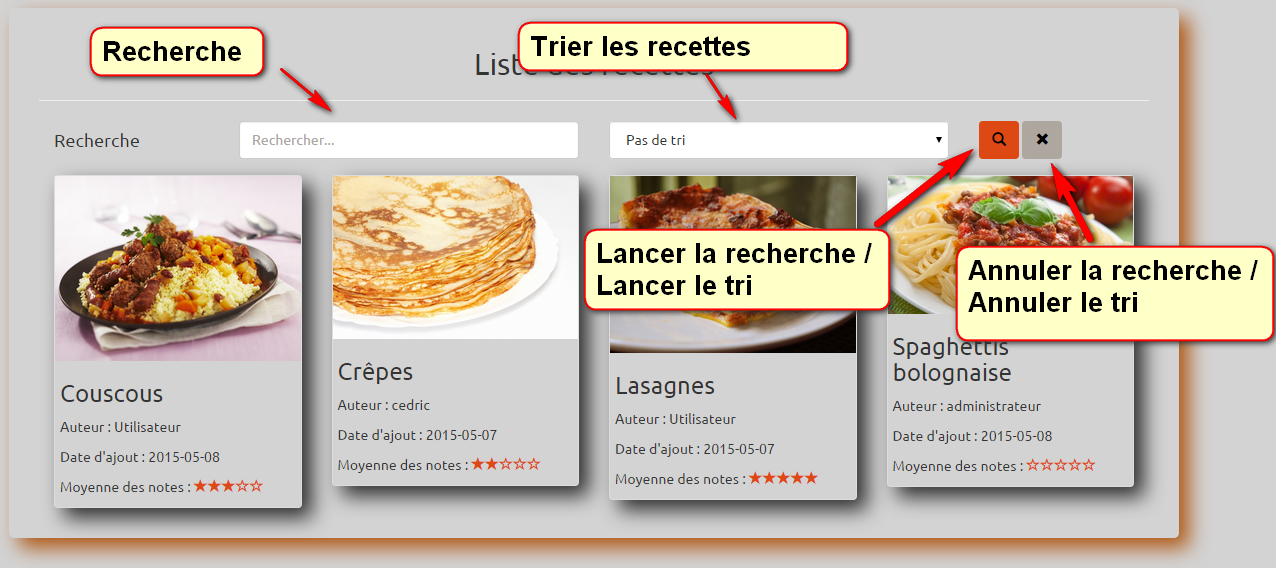 Recherche
Trier les recettes
Liste des recettes
Recherche
Rechercher...
Pas de tri
Lancer la recherche /
Lancer le tri
Annuler la recherche /
Annuler le tri
Couscous
Auteur : Utilisateur
Date d'ajout : 2015-05-08
Moyenne des notes : ★★★☆☆
Crêpes
Auteur : cedric
Date d'ajout : 2015-05-07
Moyenne des notes : ★★☆☆☆
Lasagnes
Auteur : Utilisateur
Date d'ajout : 2015-05-07
Moyenne des notes : ★★★★★
Spaghettis
bolognaise
Auteur : administrateur
Date d'ajout : 2015-05-08
Moyenne des notes : ☆☆☆☆☆